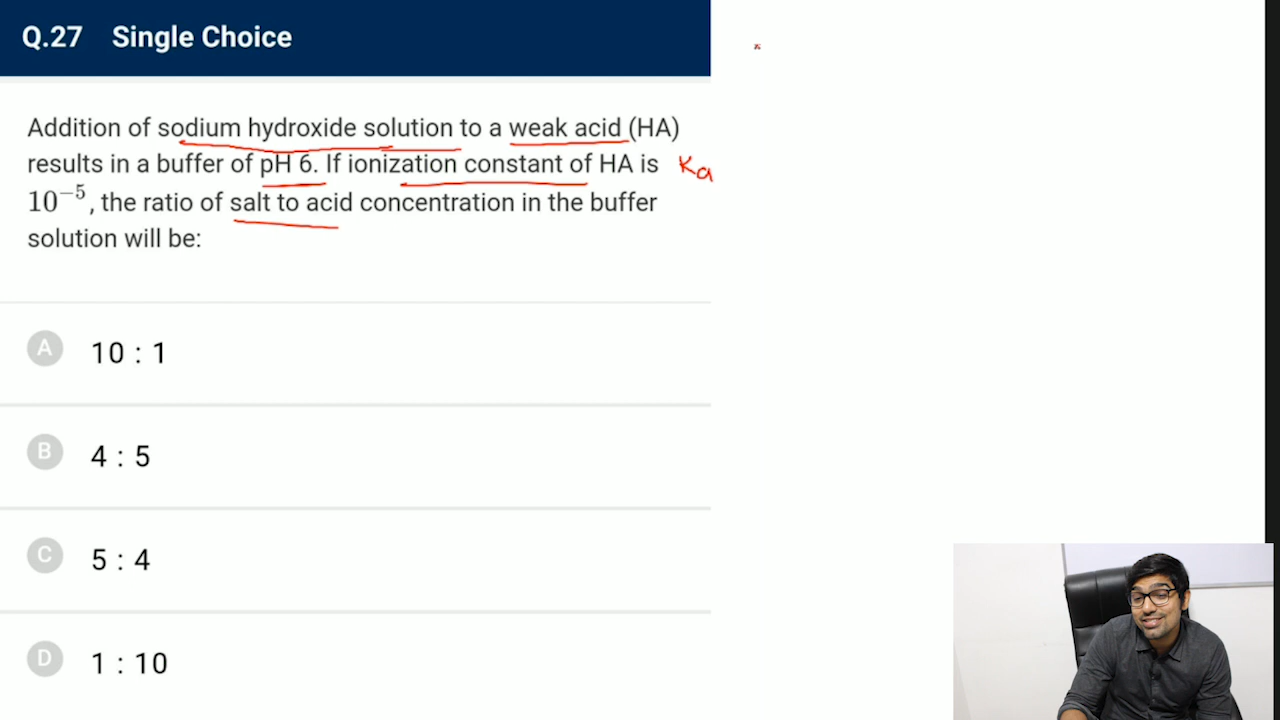 Q.27 Single Choice
Addition of sodium hydroxide solution to a weak acid (HA)
results in a buffer of pH 6. If ionization constant of HA is Ka
10⁻⁵, the ratio of salt to acid concentration in the buffer
solution will be:
A 10 : 1
B 4 : 5
C 5 : 4
D 1 : 10